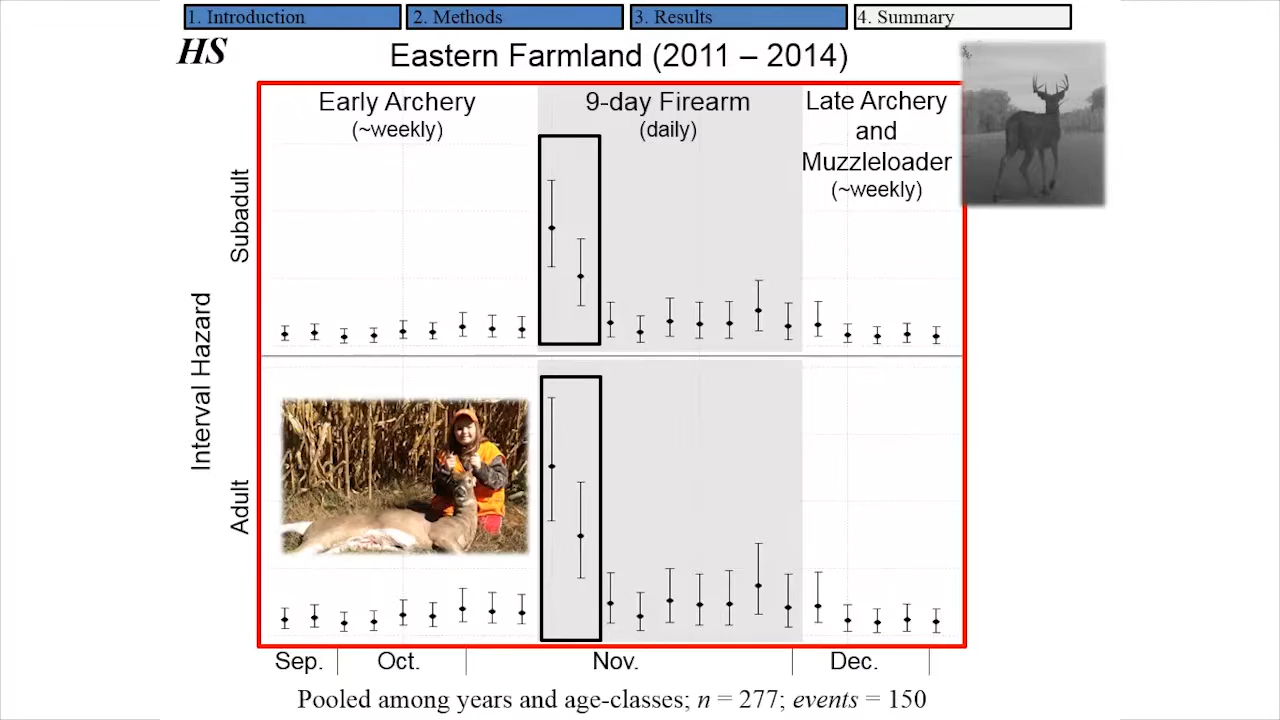 1. Introduction
2. Methods
3. Results
4. Summary
HS
Eastern Farmland (2011 – 2014)
Early Archery
(~weekly)
9-day Firearm
(daily)
Late Archery
and
Muzzleloader
(~weekly)
Interval Hazard
Subadult
Adult
Sep.
Oct.
Nov.
Dec.
Pooled among years and age-classes; n = 277; events = 150